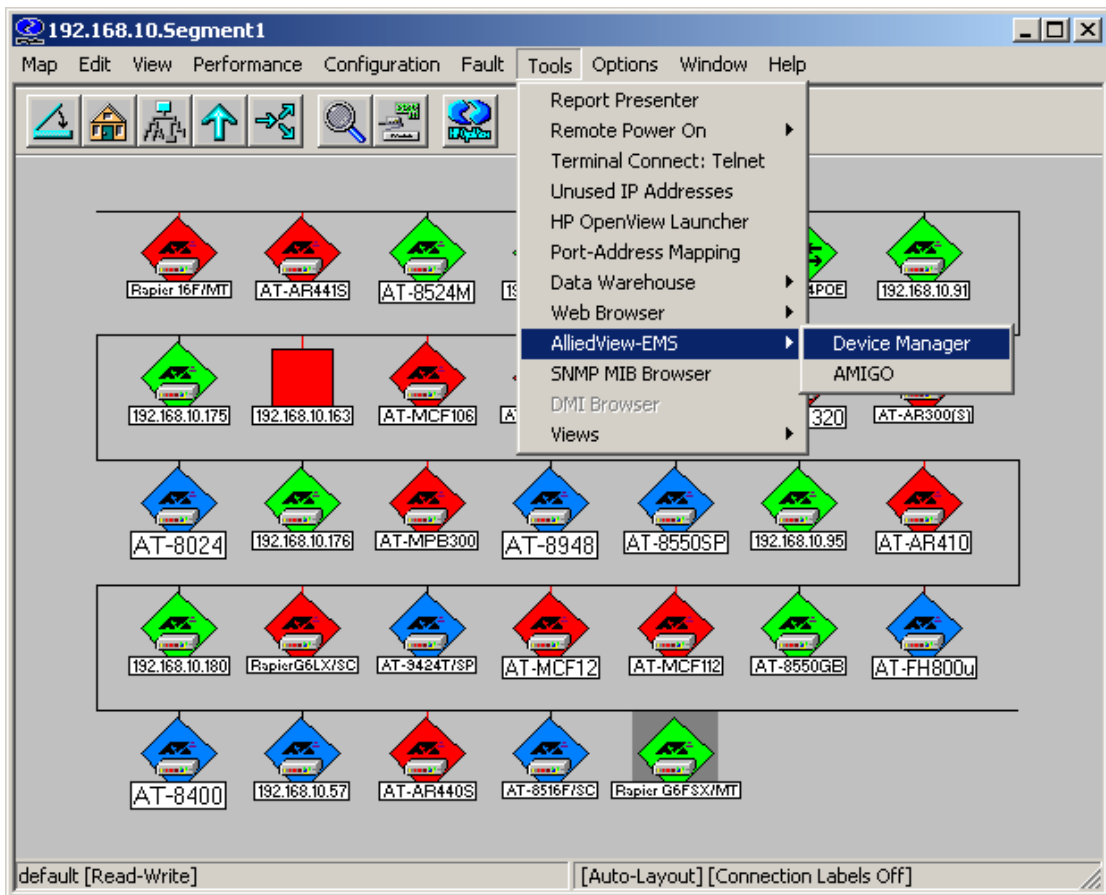 192.168.10.Segment1
Map Edit View Performance Configuration Fault Tools Options Window Help
Report Presenter
Remote Power On
Terminal Connect: Telnet
Unused IP Addresses
HP OpenView Launcher
Port-Address Mapping
Data Warehouse
Web Browser
AlliedView-EMS
SNMP MIB Browser
DMI Browser
Views
Device Manager
AMIGO
Rapier 16F/MT AT-AR441S AT-8524M 4POE 192.168.10.91
192.168.10.175 192.168.10.163 AT-MCF106 320 AT-AR300(S)
AT-8024 192.168.10.176 AT-MPB300 AT-8948 AT-8550SP 192.168.10.95 AT-AR410
192.168.10.180 RapierG6LX/SC AT-9424T/SP AT-MCF12 AT-MCF112 AT-8550GB AT-FH800u
AT-8400 192.168.10.57 AT-AR440S AT-8516F/SC Rapier G6FSX/MT
default [Read-Write] [Auto-Layout] [Connection Labels Off]